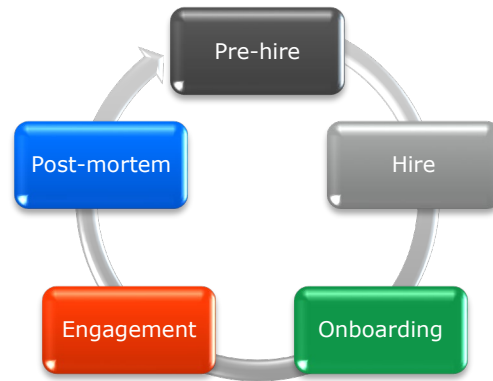 Pre-hire
Hire
Onboarding
Engagement
Post-mortem